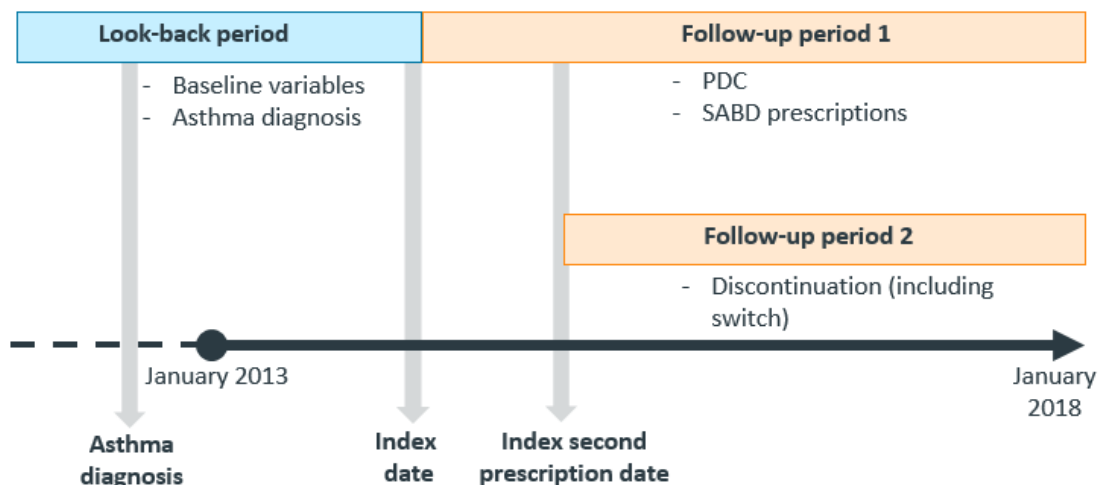 Look-back period
Follow-up period 1
- Baseline variables
- Asthma diagnosis
- PDC
- SABD prescriptions
Follow-up period 2
- Discontinuation (including
switch)
January 2013
January
2018
Asthma
diagnosis
Index
date
Index second
prescription date